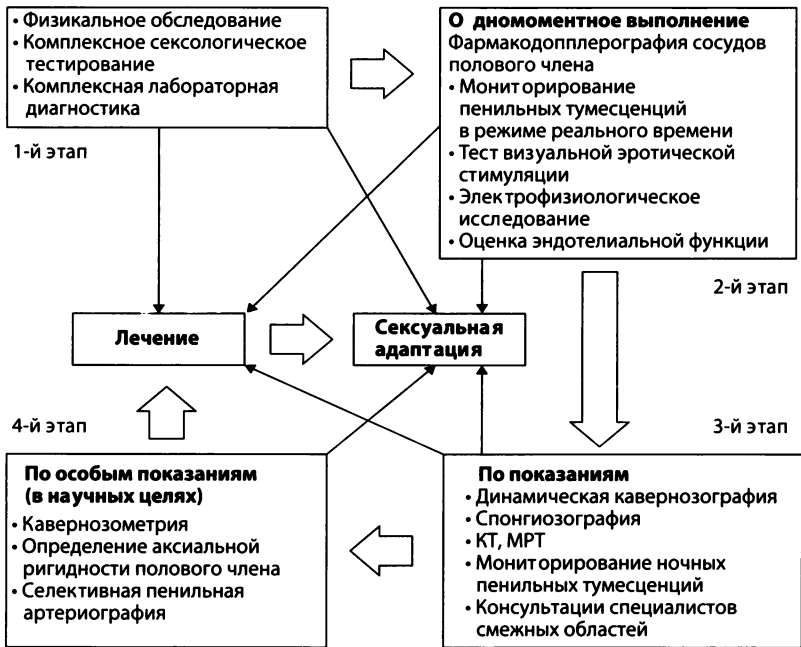 • Физикальное обследование
• Комплексное сексологическое
тестирование
• Комплексная лабораторная
диагностика
1-й этап
О дномоментное выполнение
Фармакодопплерография сосудов
полового члена
• Мониторирование
пенильных тумесценций
в режиме реального времени
• Тест визуальной эротической
стимуляции
• Электрофизиологическое
исследование
• Оценка эндотелиальной функции
2-й этап
Лечение
Сексуальная
адаптация
4-й этап
3-й этап
По особым показаниям
(в научных целях)
• Кавернозометрия
• Определение аксиальной
ригидности полового члена
• Селективная пенильная
артериография
По показаниям
• Динамическая кавернозография
• Спонгиозография
• КТ, МРТ
• Мониторирование ночных
пенильных тумесценций
• Консультации специалистов
смежных областей